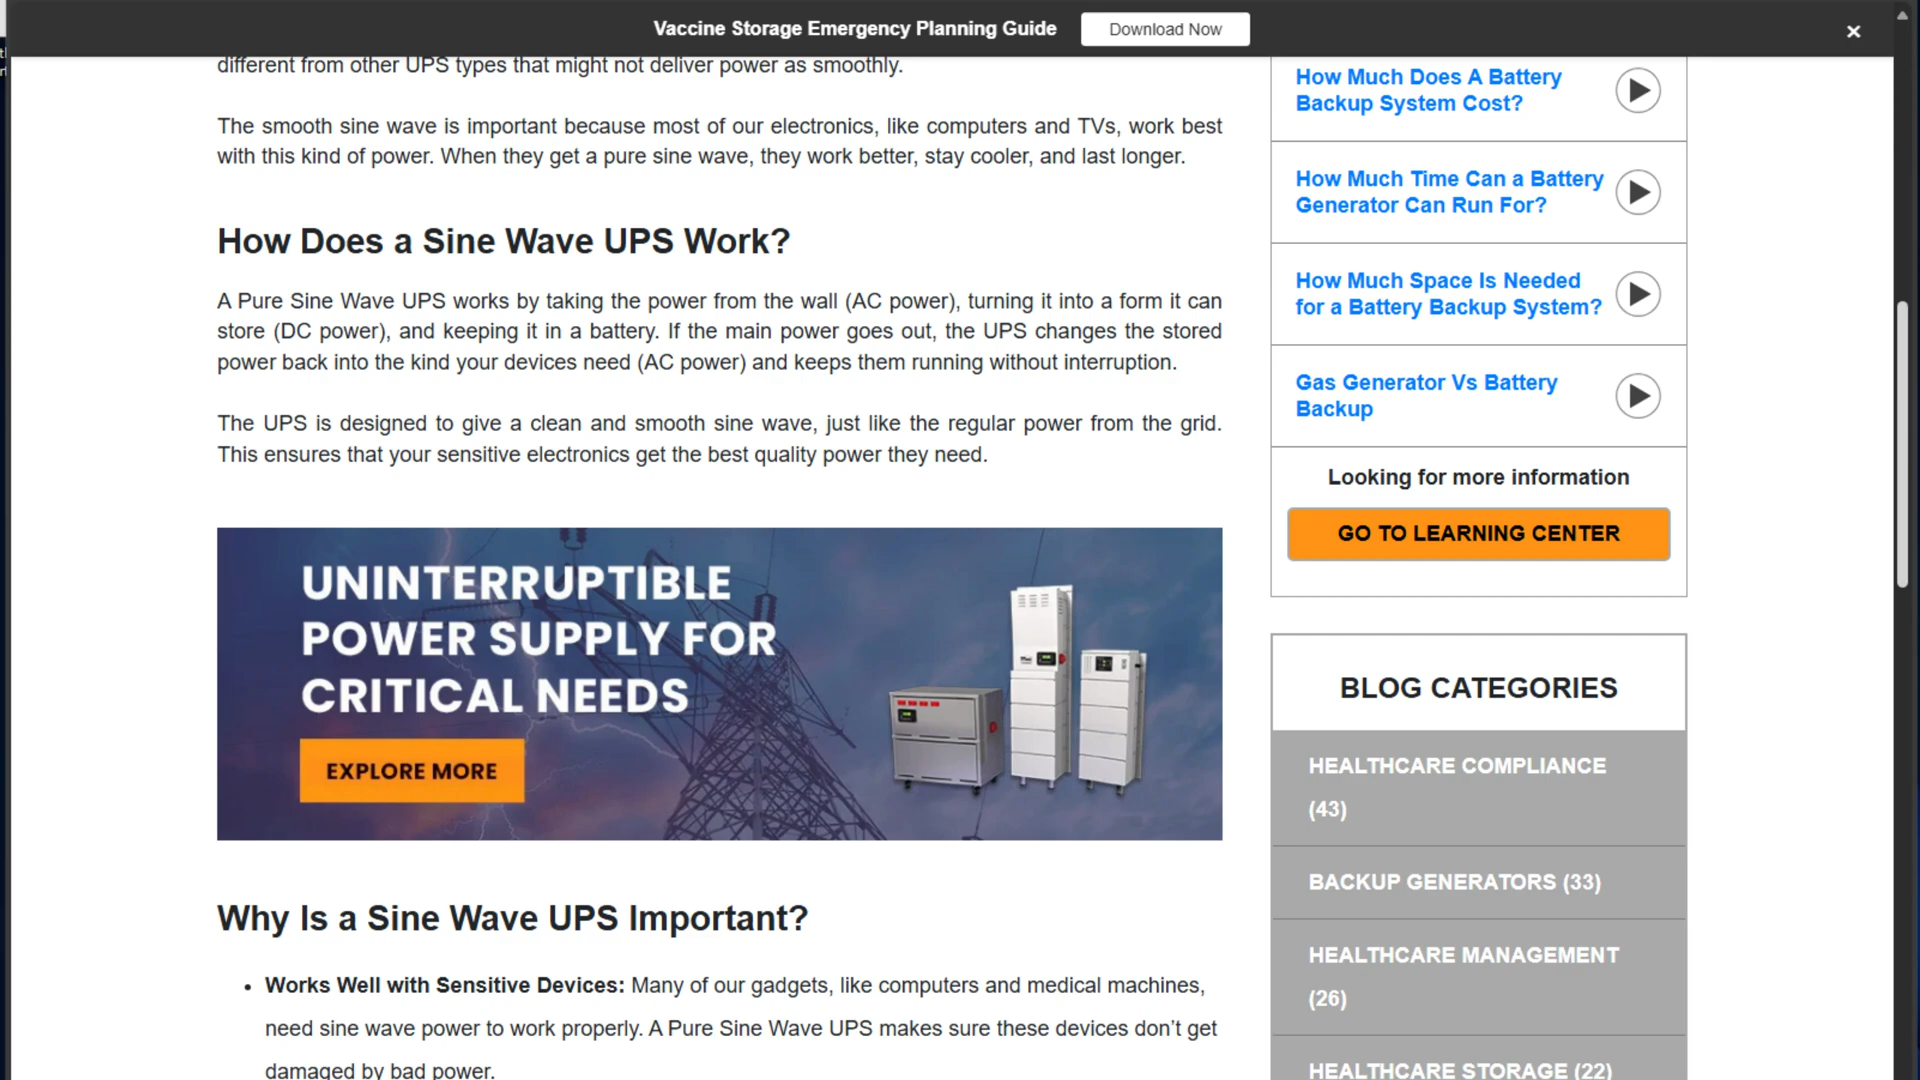 Vaccine Storage Emergency Planning Guide
Download Now
×
different from other UPS types that might not deliver power as smoothly.
The smooth sine wave is important because most of our electronics, like computers and TVs, work best
with this kind of power. When they get a pure sine wave, they work better, stay cooler, and last longer.
How Does a Sine Wave UPS Work?
A Pure Sine Wave UPS works by taking the power from the wall (AC power), turning it into a form it can
store (DC power), and keeping it in a battery. If the main power goes out, the UPS changes the stored
power back into the kind your devices need (AC power) and keeps them running without interruption.
The UPS is designed to give a clean and smooth sine wave, just like the regular power from the grid.
This ensures that your sensitive electronics get the best quality power they need.
UNINTERRUPTIBLE
POWER SUPPLY FOR
CRITICAL NEEDS
EXPLORE MORE
Why Is a Sine Wave UPS Important?
• Works Well with Sensitive Devices: Many of our gadgets, like computers and medical machines,
need sine wave power to work properly. A Pure Sine Wave UPS makes sure these devices don’t get
damaged by bad power.
How Much Does A Battery
Backup System Cost?
How Much Time Can a Battery
Generator Can Run For?
How Much Space Is Needed
for a Battery Backup System?
Gas Generator Vs Battery
Backup
Looking for more information
GO TO LEARNING CENTER
BLOG CATEGORIES
HEALTHCARE COMPLIANCE
(43)
BACKUP GENERATORS (33)
HEALTHCARE MANAGEMENT
(26)
HEALTHCARE STORAGE (22)